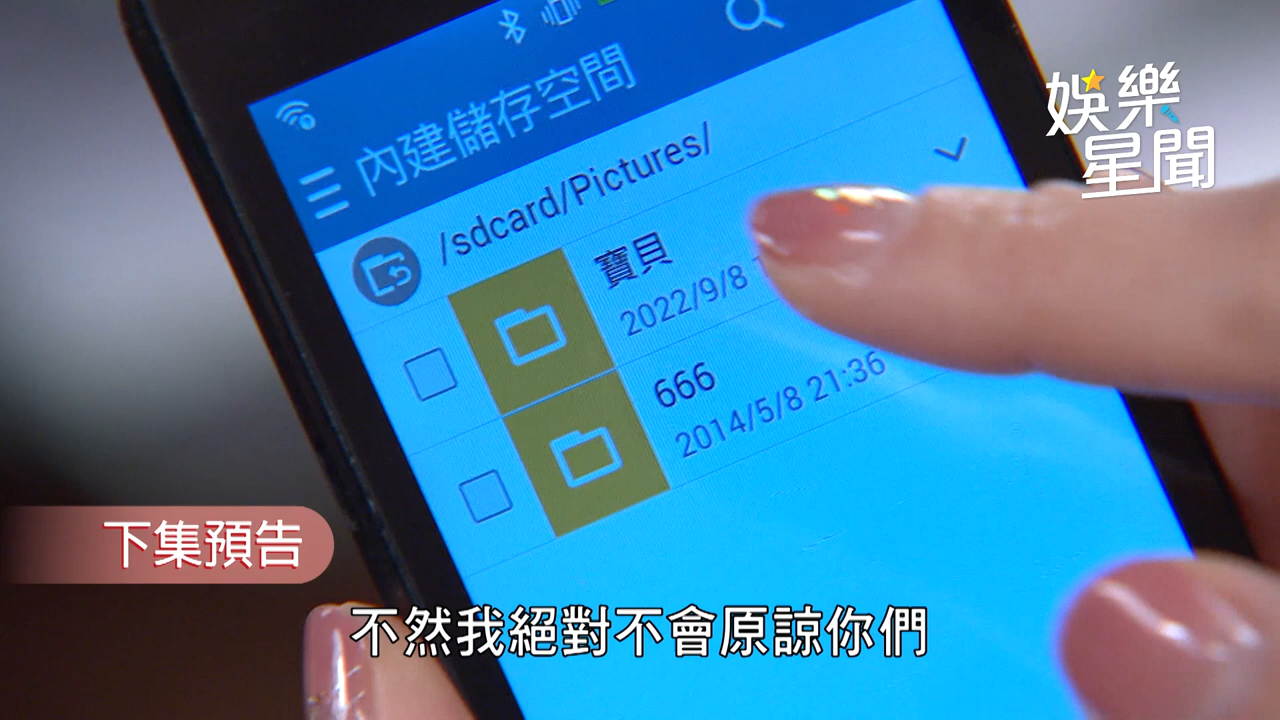 娛樂
星聞
內建儲存空間
/sdcard/Pictures/
寶貝
2022/9/8
666
2014/5/8 21:36
下集預告
不然我絕對不會原諒你們